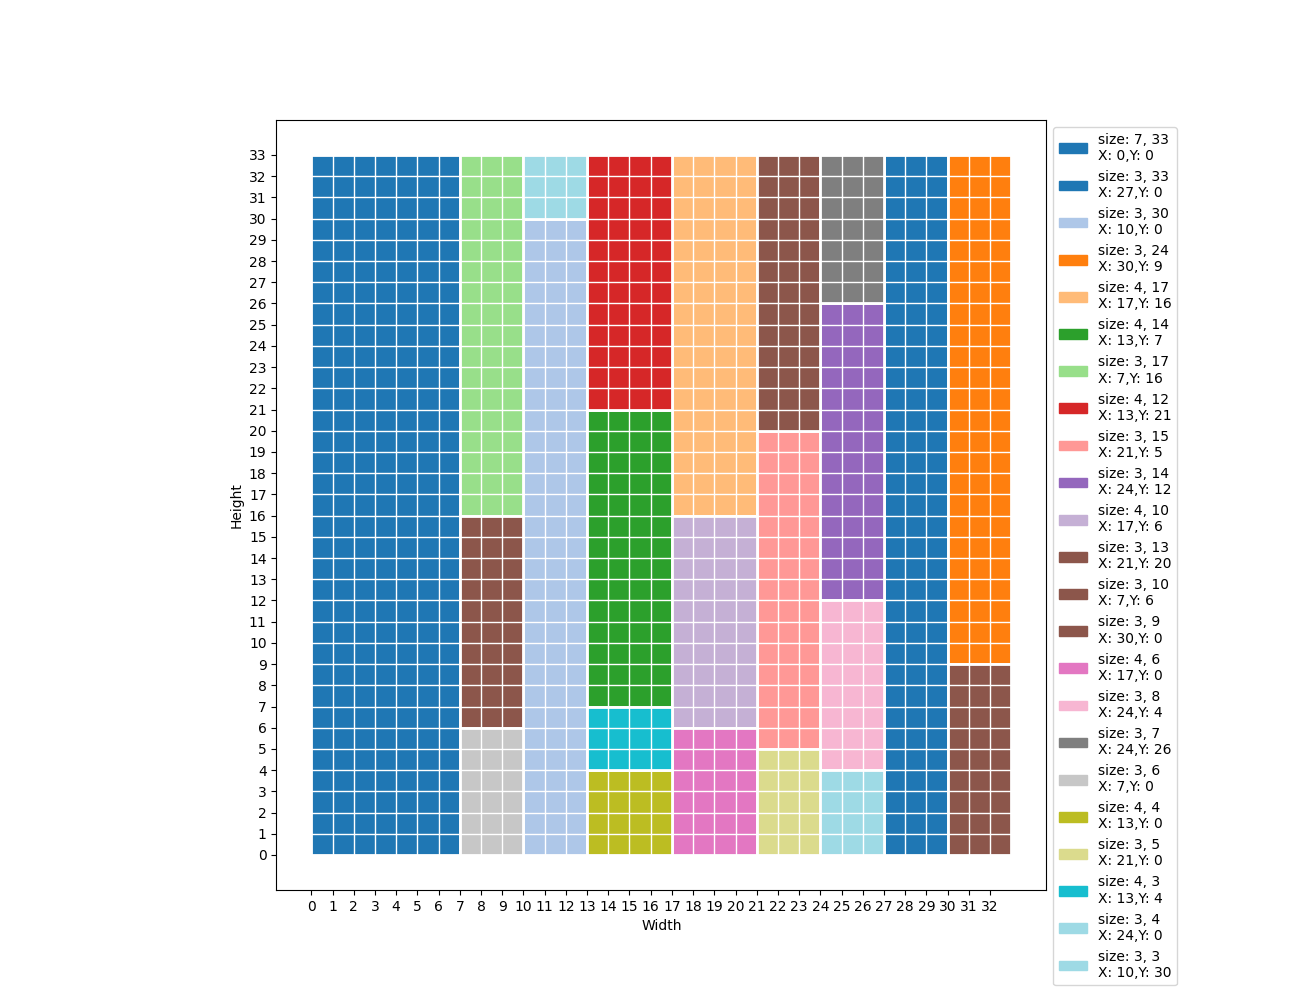 33
32
31
30
29
28
27
26
25
24
23
22
21
20
19
18
17
16
15
14
13
12
11
10
9
8
7
6
5
4
3
2
1
0
Height
0 1 2 3 4 5 6 7 8 9 10 11 12 13 14 15 16 17 18 19 20 21 22 23 24 25 26 27 28 29 30 31 32
Width
size: 7, 33
X: 0,Y: 0
size: 3, 33
X: 27,Y: 0
size: 3, 30
X: 10,Y: 0
size: 3, 24
X: 30,Y: 9
size: 4, 17
X: 17,Y: 16
size: 4, 14
X: 13,Y: 7
size: 3, 17
X: 7,Y: 16
size: 4, 12
X: 13,Y: 21
size: 3, 15
X: 21,Y: 5
size: 3, 14
X: 24,Y: 12
size: 4, 10
X: 17,Y: 6
size: 3, 13
X: 21,Y: 20
size: 3, 10
X: 7,Y: 6
size: 3, 9
X: 30,Y: 0
size: 4, 6
X: 17,Y: 0
size: 3, 8
X: 24,Y: 4
size: 3, 7
X: 24,Y: 26
size: 3, 6
X: 7,Y: 0
size: 4, 4
X: 13,Y: 0
size: 3, 5
X: 21,Y: 0
size: 4, 3
X: 13,Y: 4
size: 3, 4
X: 24,Y: 0
size: 3, 3
X: 10,Y: 30